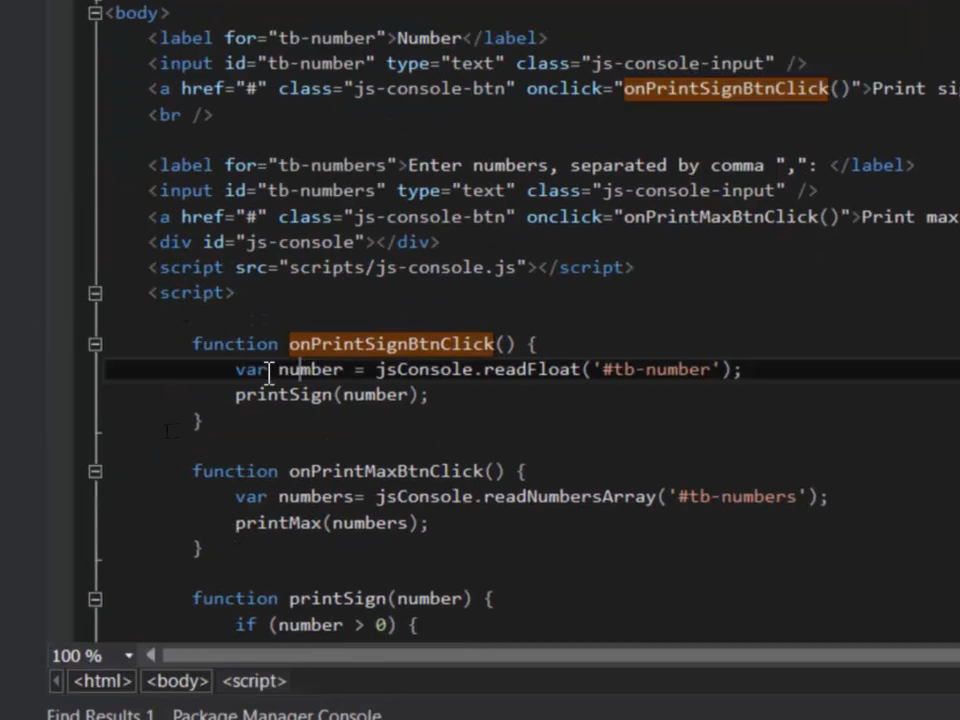 <body>
<label for="tb-number">Number</label>
<input id="tb-number" type="text" class="js-console-input" />
<a href="#" class="js-console-btn" onclick="onPrintSignBtnClick()">Print
<br />
<label for="tb-numbers">Enter numbers, separated by comma ",": </label>
<input id="tb-numbers" type="text" class="js-console-input" />
<a href="#" class="js-console-btn" onclick="onPrintMaxBtnClick()">Print max
<div id="js-console"></div>
<script src="scripts/js-console.js"></script>
<script>
function onPrintSignBtnClick() {
var number = jsConsole.readFloat('#tb-number');
printSign(number);
}
function onPrintMaxBtnClick() {
var numbers= jsConsole.readNumbersArray('#tb-numbers');
printMax(numbers);
}
function printSign(number) {
if (number > 0) {
100 %
<html> <body> <script>
Find Results 1 Package Manager Console